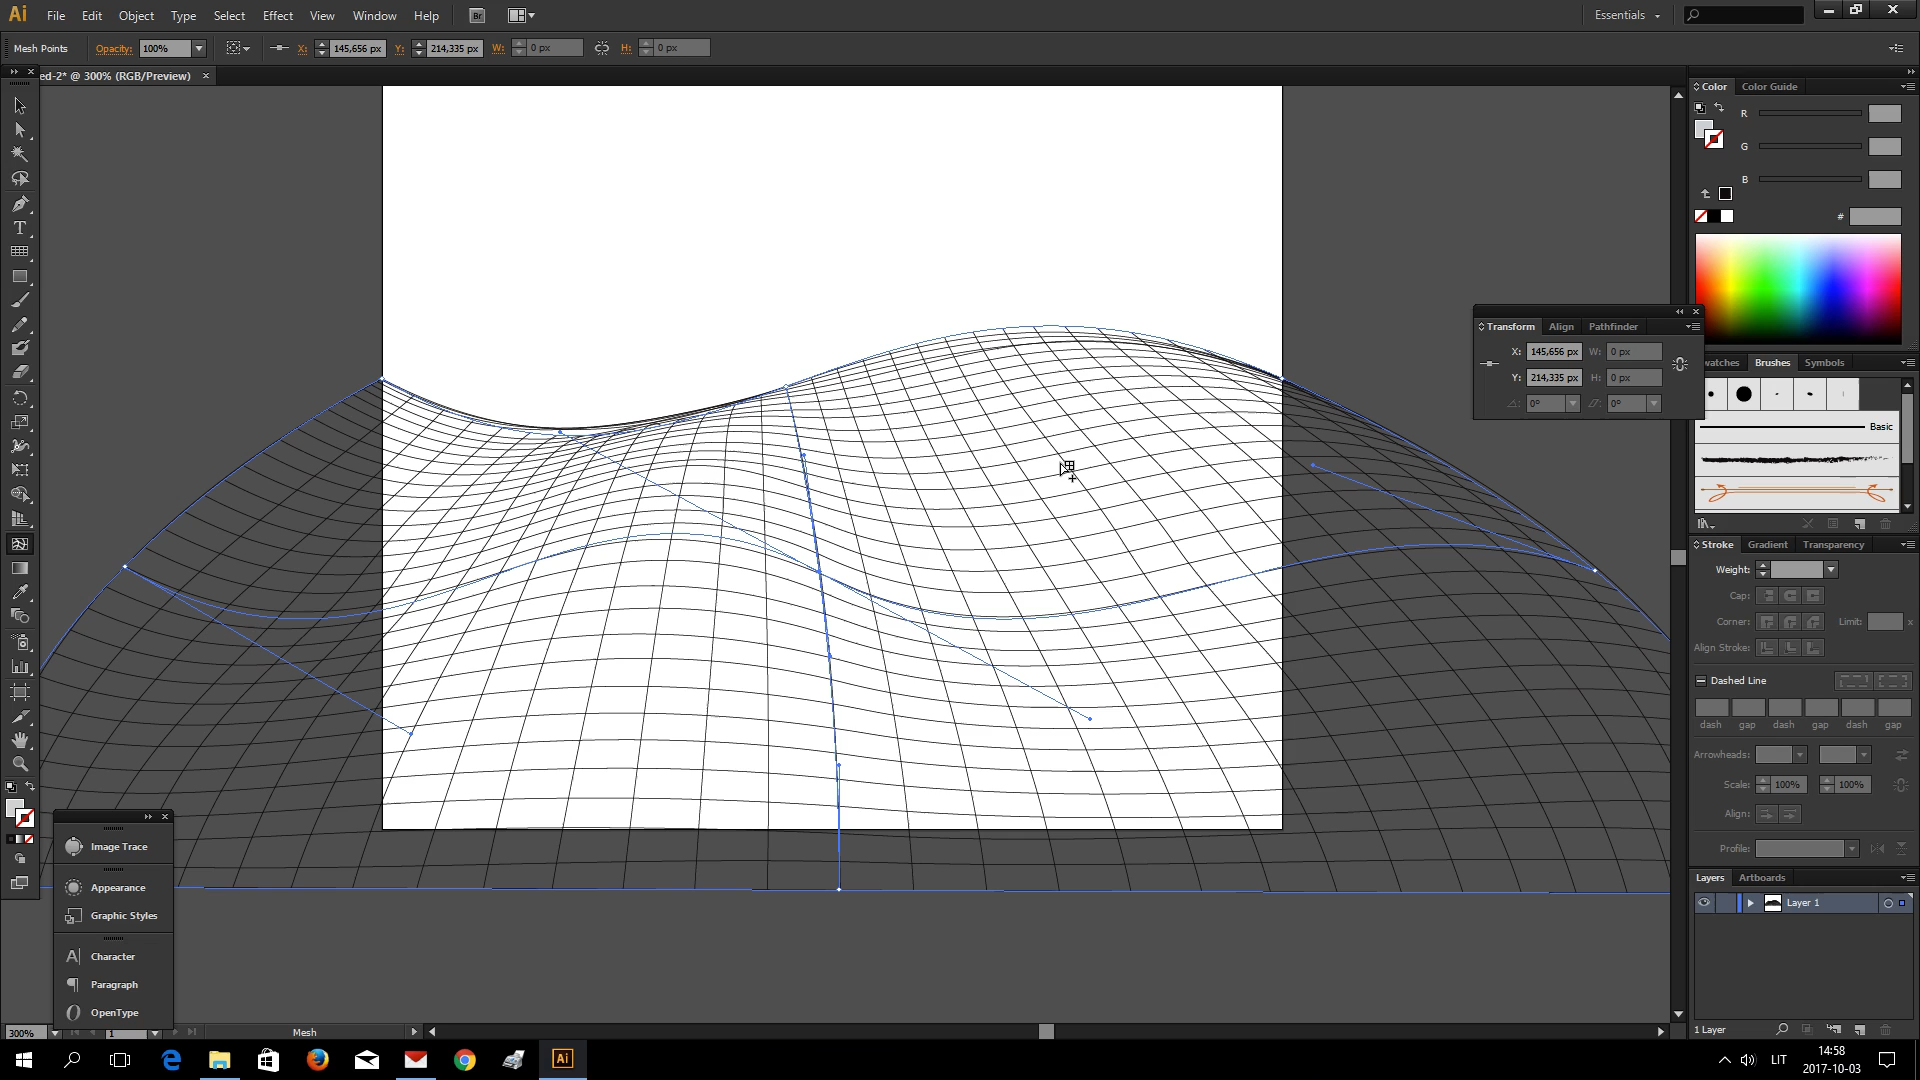 Ai File Edit Object Type Select Effect View Window Help Br Essentials
Mesh Points Opacity: 100% X: 145,656 px Y: 214,335 px W: 0 px H: 0 px
ed-2* @ 300% (RGB/Preview) ×
Color Color Guide
R
G
B
#
Transform Align Pathfinder
X: 145,656 px W: 0 px
Y: 214,335 px H: 0 px
0° 0°
watches Brushes Symbols
Basic
Stroke Gradient Transparency
Weight:
Cap:
Corner: Limit: x
Align Stroke:
Dashed Line
dash gap dash gap dash gap
Arrowheads:
Scale: 100% 100%
Align:
Profile:
Layers Artboards
Layer 1
1 Layer
Image Trace
Appearance
Graphic Styles
Character
Paragraph
OpenType
300% 1 Mesh
Ai LIT 14:58
2017-10-03